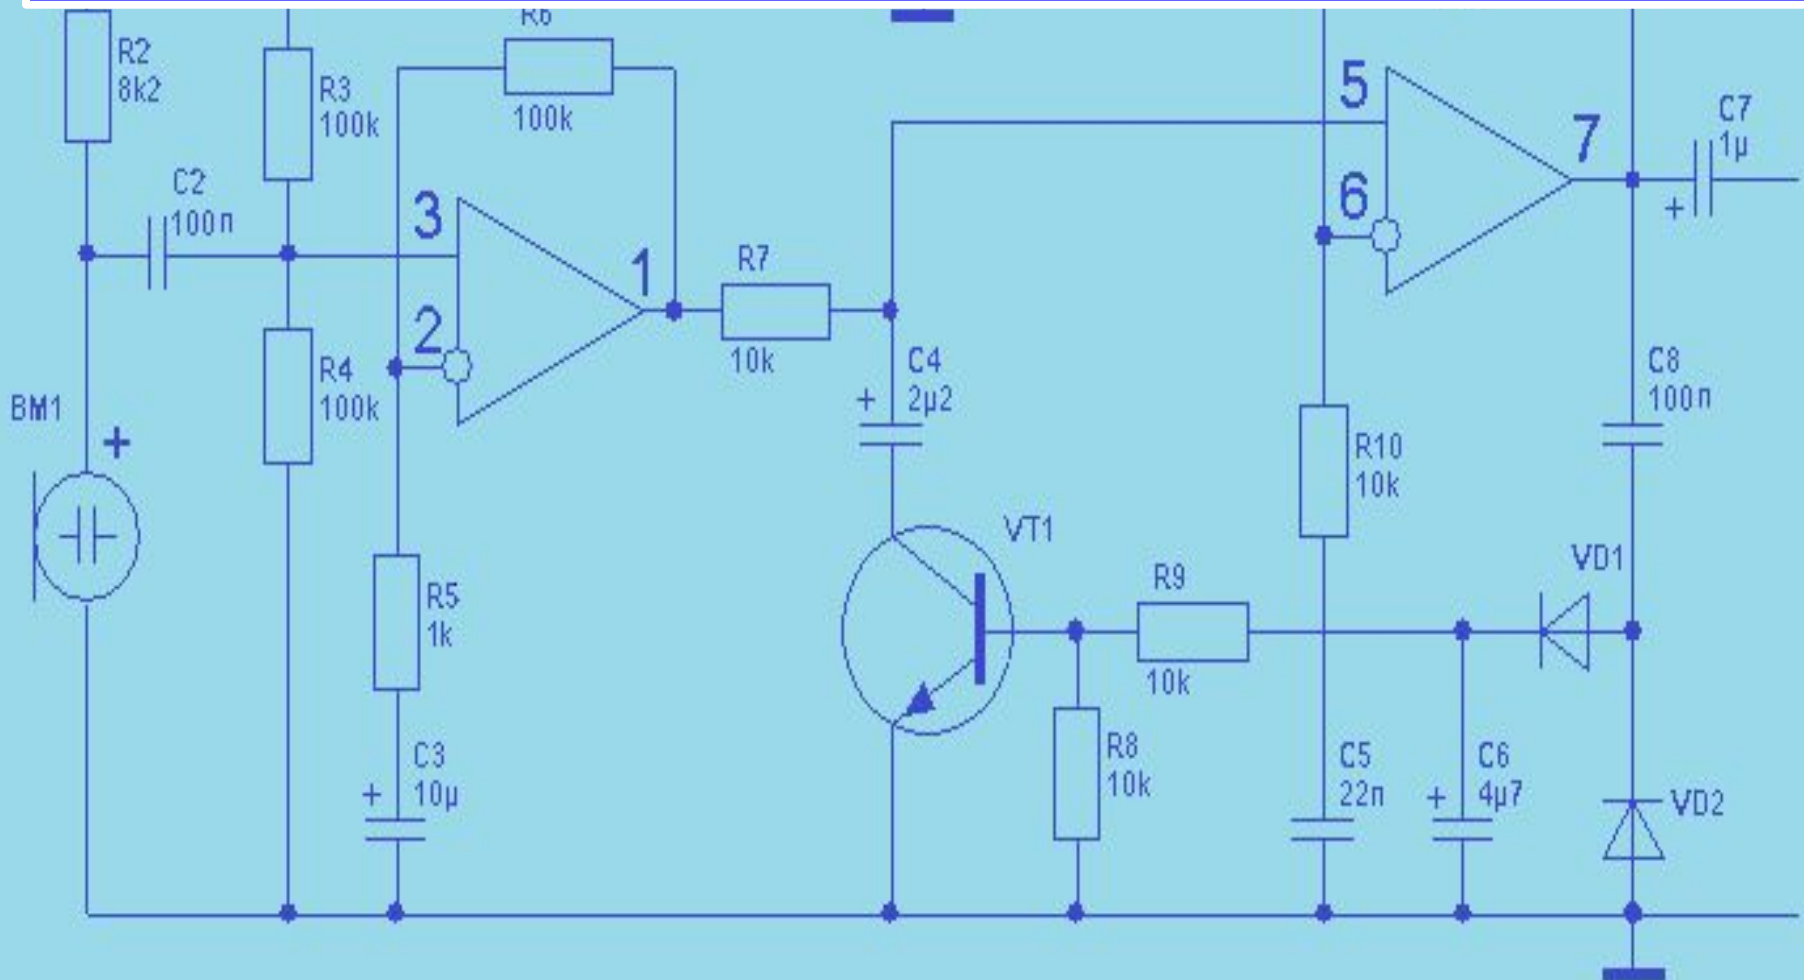 R6
R2
8k2
R3
100k
100k
5
C7
1µ
+
7
C2
100n
3
6
1
R7
10k
2
R4
100k
C4
2µ2
+
C8
100n
BM1
+
R10
10k
VT1
VD1
R9
10k
R5
1k
C3
10µ
+
R8
10k
C5
22n
C6
4µ7
+
VD2